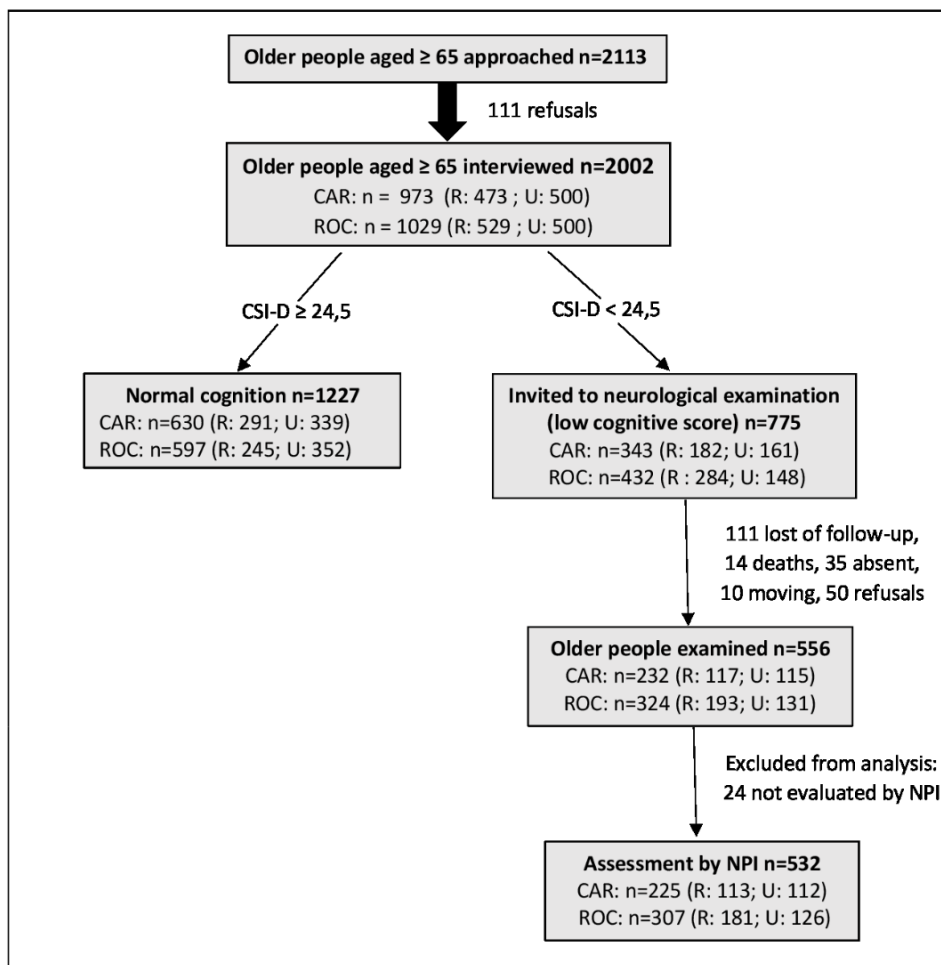 Older people aged ≥ 65 approached n=2113
111 refusals
Older people aged ≥ 65 interviewed n=2002
CAR: n = 973 (R: 473 ; U: 500)
ROC: n = 1029 (R: 529 ; U: 500)
CSI-D ≥ 24,5
CSI-D < 24,5
Normal cognition n=1227
CAR: n=630 (R: 291; U: 339)
ROC: n=597 (R: 245; U: 352)
Invited to neurological examination
(low cognitive score) n=775
CAR: n=343 (R: 182; U: 161)
ROC: n=432 (R : 284; U: 148)
111 lost of follow-up,
14 deaths, 35 absent,
10 moving, 50 refusals
Older people examined n=556
CAR: n=232 (R: 117; U: 115)
ROC: n=324 (R: 193; U: 131)
Excluded from analysis:
24 not evaluated by NPI
Assessment by NPI n=532
CAR: n=225 (R: 113; U: 112)
ROC: n=307 (R: 181; U: 126)